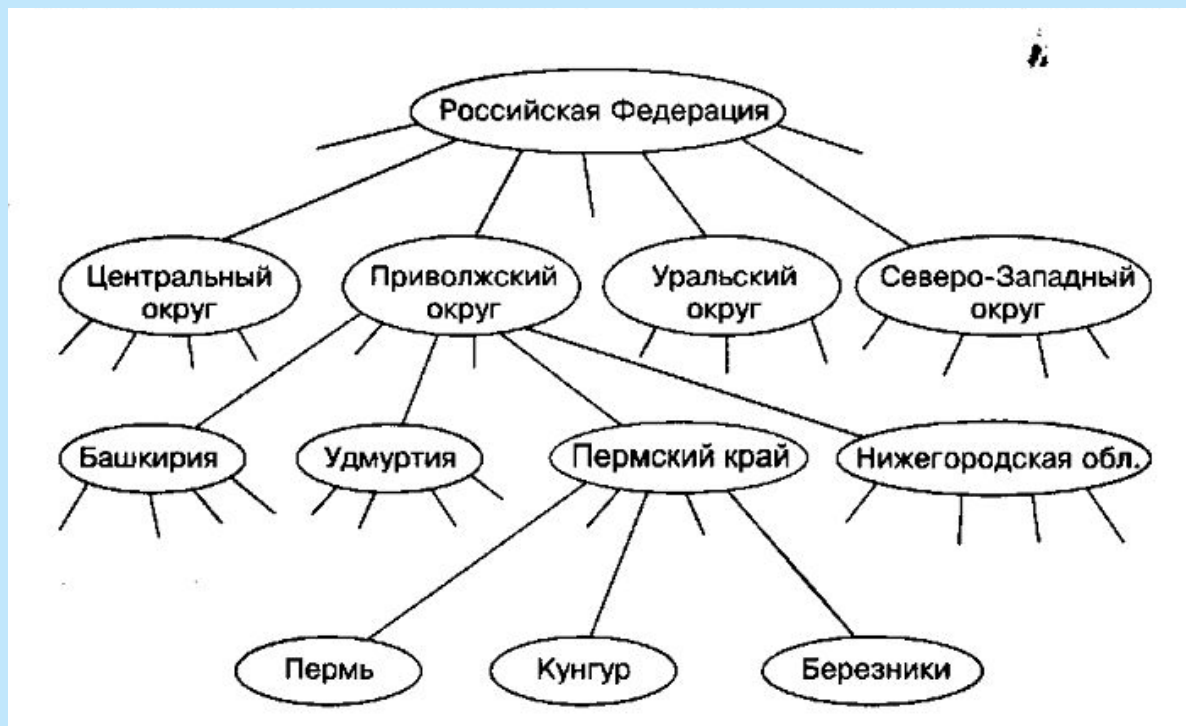 Российская Федерация
Центральный
округ
Приволжский
округ
Уральский
округ
Северо-Западный
округ
Башкирия
Удмуртия
Пермский край
Нижегородская обл.
Пермь
Кунгур
Березники